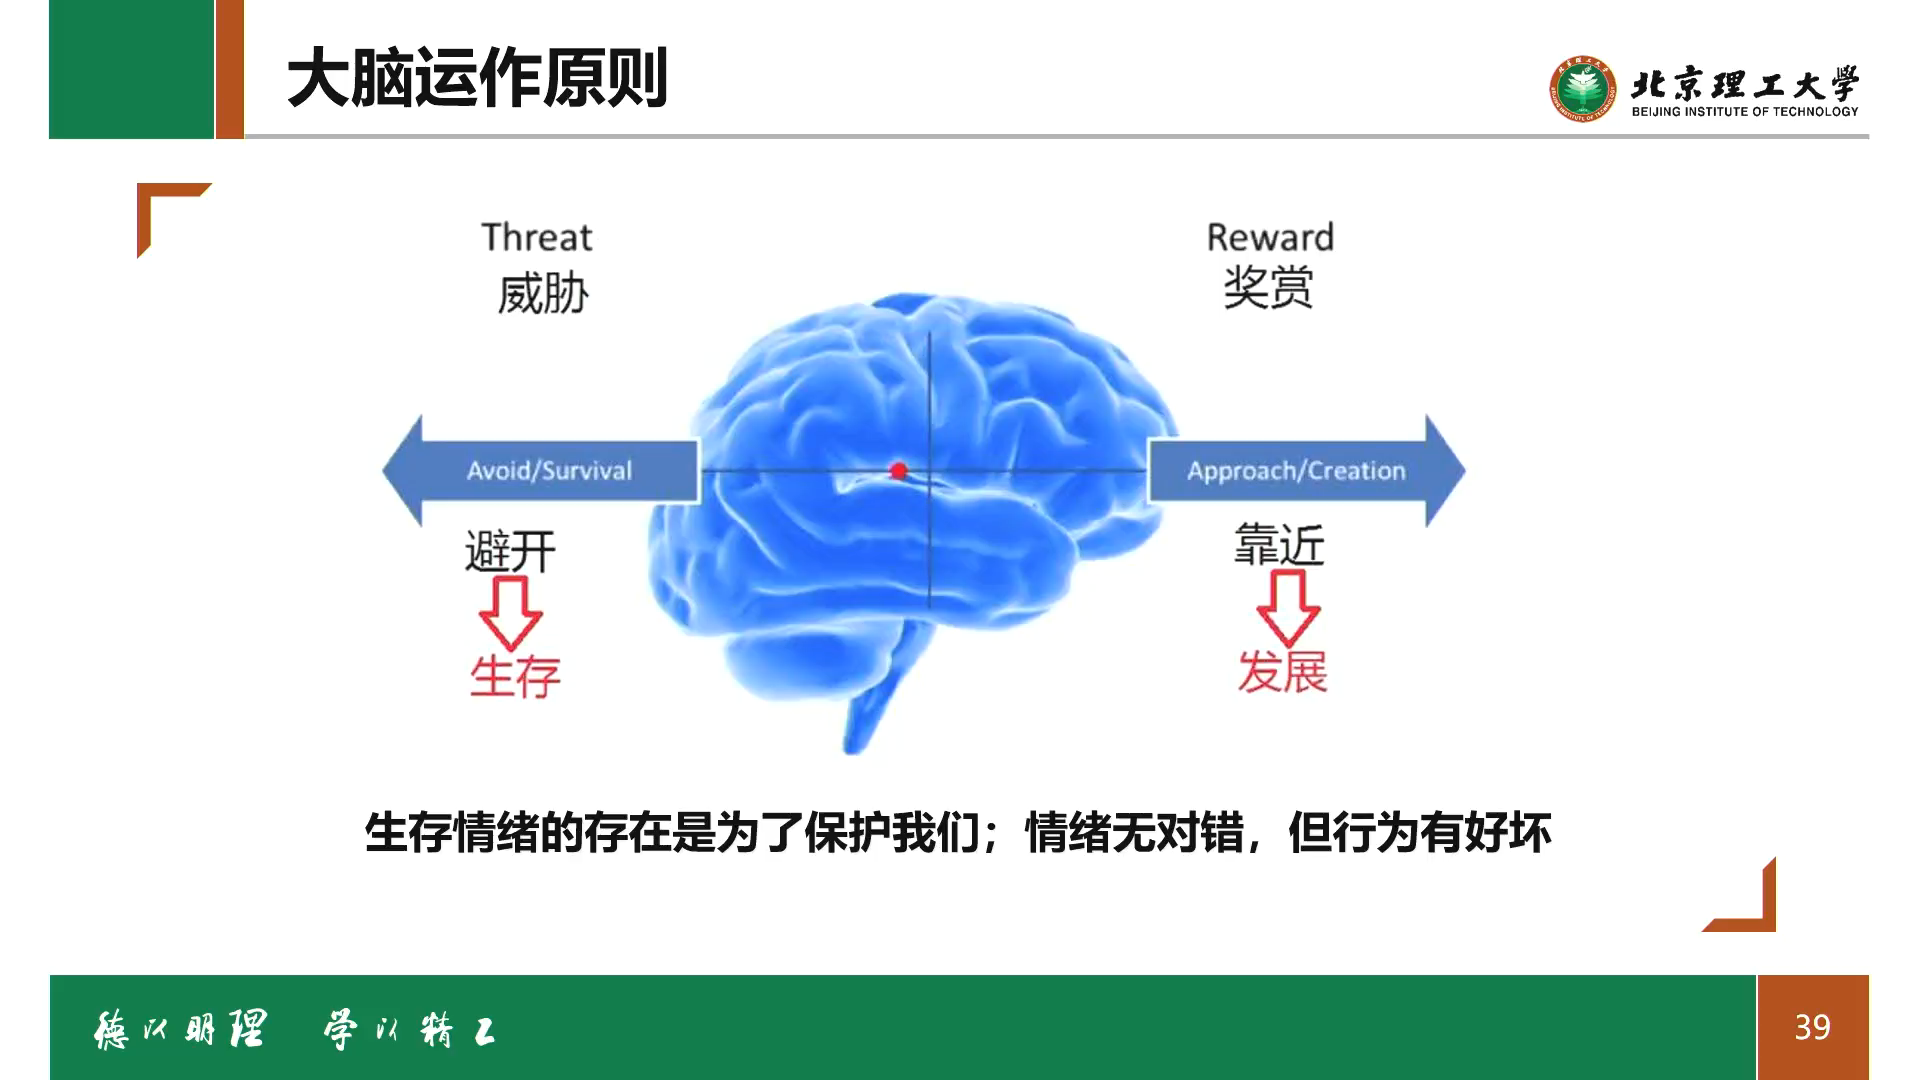 大脑运作原则
北京理工大学
BEIJING INSTITUTE OF TECHNOLOGY
Threat
威胁
Reward
奖赏
Avoid/Survival
Approach/Creation
避开
靠近
生存
发展
生存情绪的存在是为了保护我们；情绪无对错，但行为有好坏
德以明理 学以精工
39